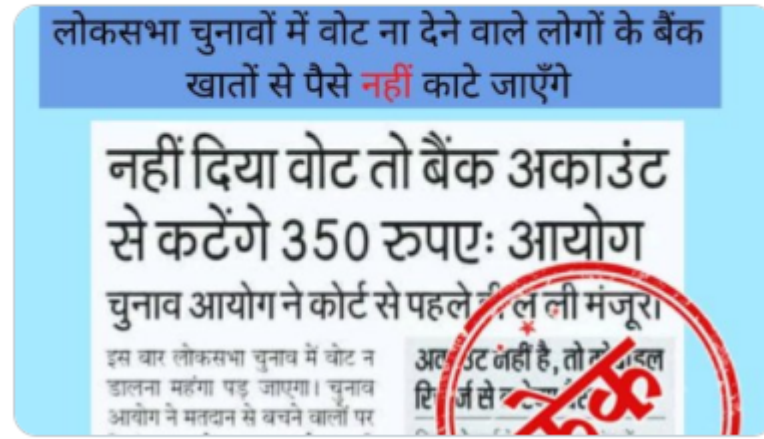 लोकसभा चुनावों में वोट ना देने वाले लोगों के बैंक
खातों से पैसे नहीं काटे जाएँगे
नहीं दिया वोट तो बैंक अकाउंट
से कटेंगे 350 रुपएः आयोग
चुनाव आयोग ने कोर्ट से पहले ही ले ली मंजूरी
इस बार लोकसभा चुनाव में वोट न
डालना महंगा पड़ जाएगा। चुनाव
आयोग ने मतदान से बचने वालों पर
नहीं है, तो
से